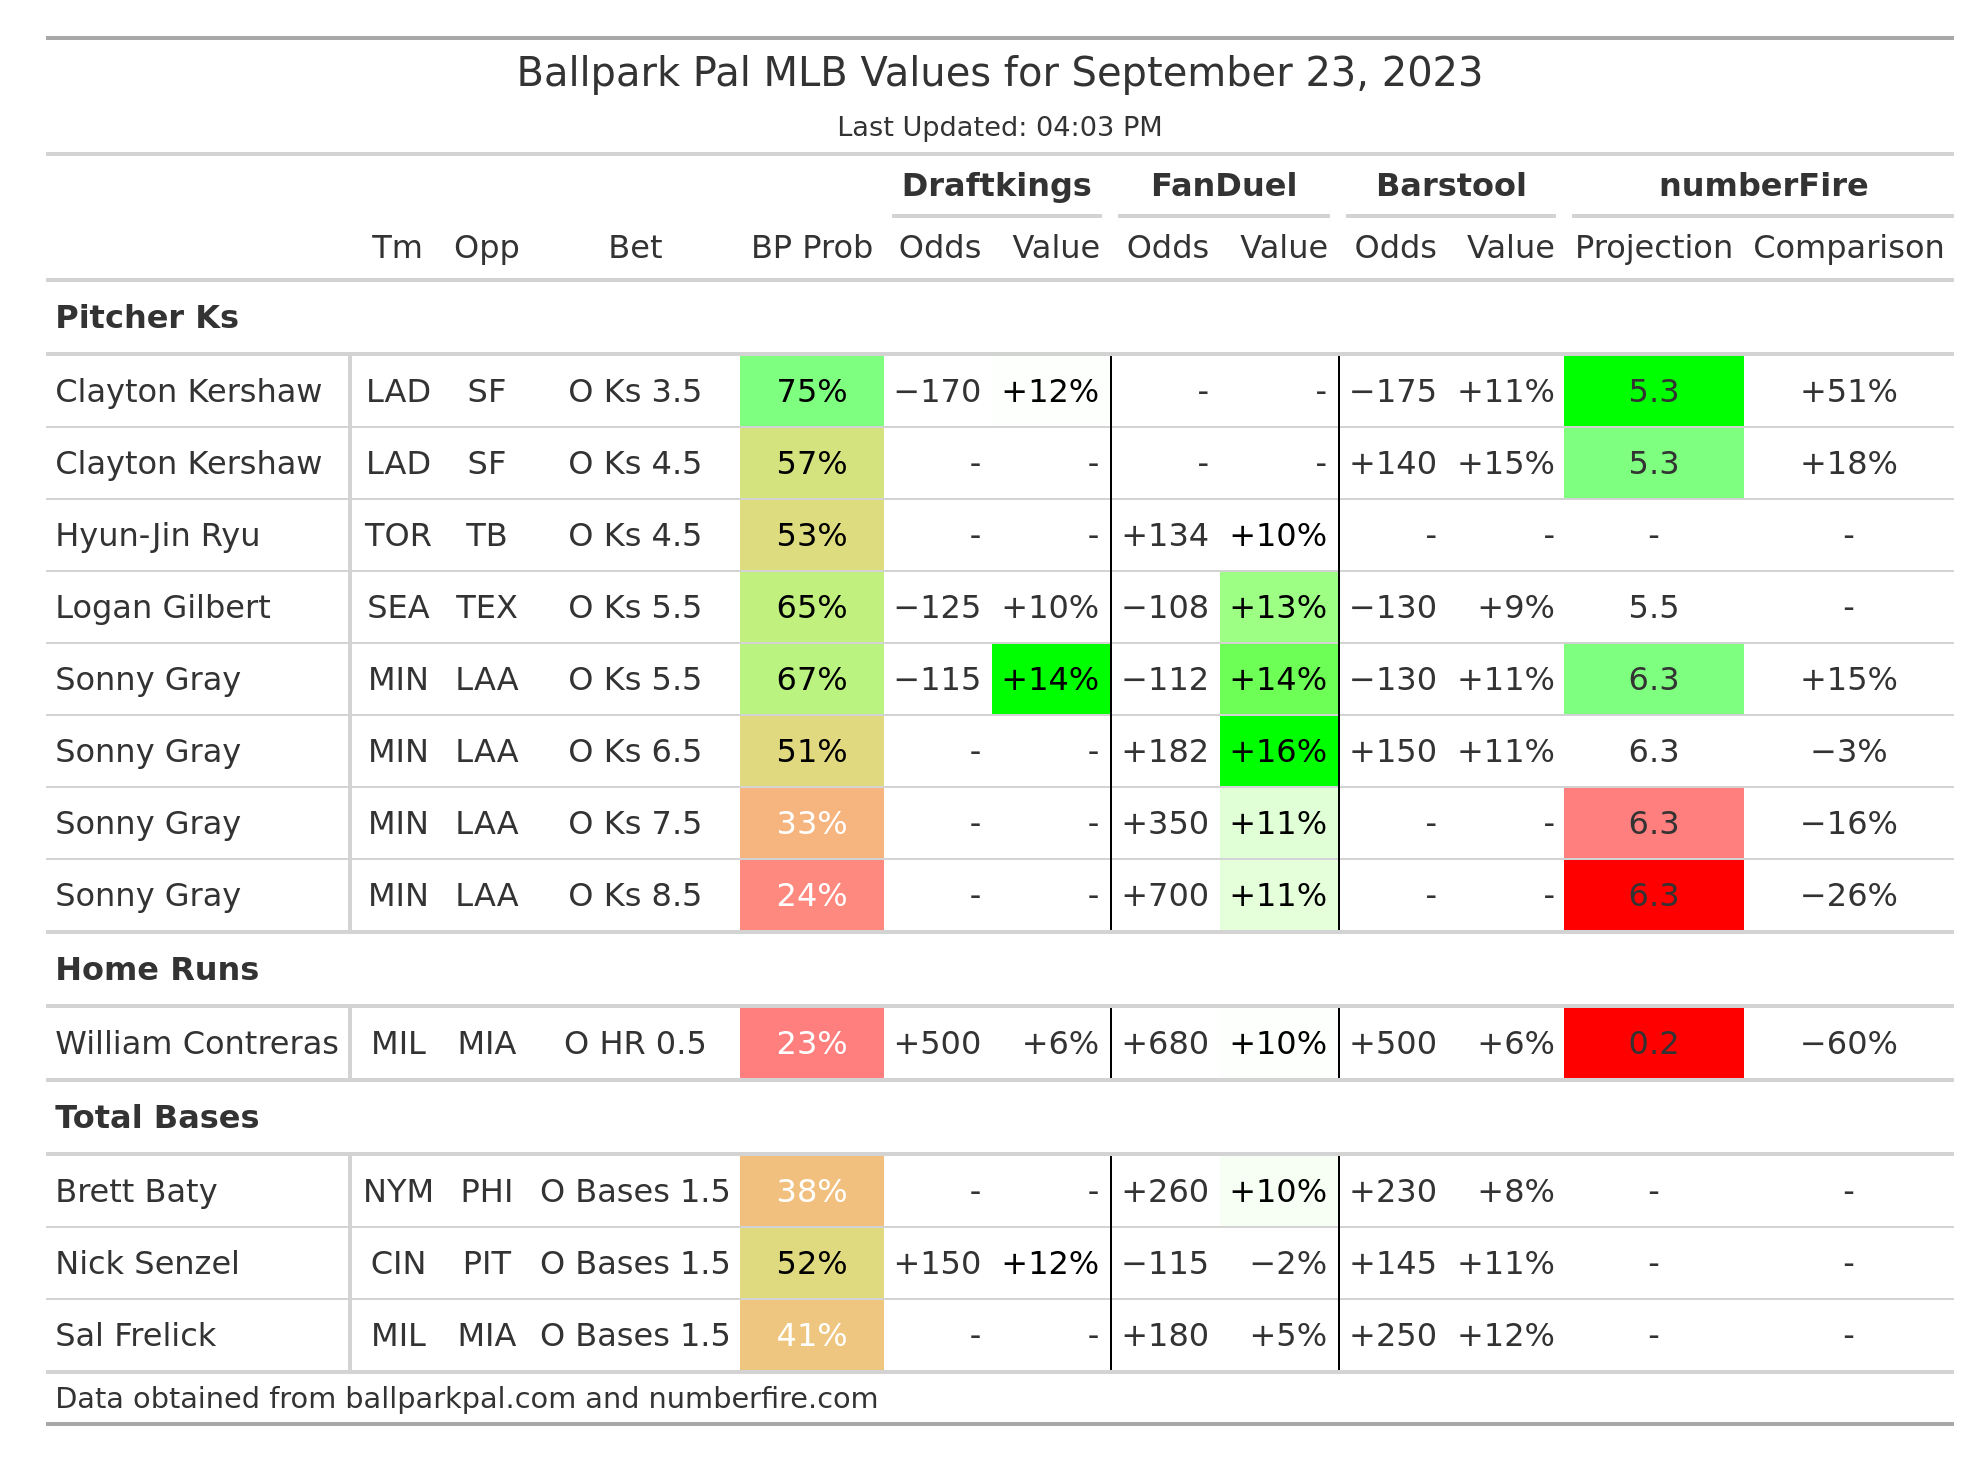 Ballpark Pal MLB Values for September 23, 2023
Last Updated: 04:03 PM
Draftkings FanDuel Barstool numberFire
Tm Opp Bet BP Prob Odds Value Odds Value Odds Value Projection Comparison
Pitcher Ks
Clayton Kershaw LAD SF O Ks 3.5 75% −170 +12% - - −175 +11% 5.3 +51%
Clayton Kershaw LAD SF O Ks 4.5 57% - - - - +140 +15% 5.3 +18%
Hyun-Jin Ryu TOR TB O Ks 4.5 53% - - +134 +10% - - - -
Logan Gilbert SEA TEX O Ks 5.5 65% −125 +10% −108 +13% −130 +9% 5.5 -
Sonny Gray MIN LAA O Ks 5.5 67% −115 +14% −112 +14% −130 +11% 6.3 +15%
Sonny Gray MIN LAA O Ks 6.5 51% - - +182 +16% +150 +11% 6.3 −3%
Sonny Gray MIN LAA O Ks 7.5 33% - - +350 +11% - - 6.3 −16%
Sonny Gray MIN LAA O Ks 8.5 24% - - +700 +11% - - 6.3 −26%
Home Runs
William Contreras MIL MIA O HR 0.5 23% +500 +6% +680 +10% +500 +6% 0.2 −60%
Total Bases
Brett Baty NYM PHI O Bases 1.5 38% - - +260 +10% +230 +8% - -
Nick Senzel CIN PIT O Bases 1.5 52% +150 +12% −115 −2% +145 +11% - -
Sal Frelick MIL MIA O Bases 1.5 41% - - +180 +5% +250 +12% - -
Data obtained from ballparkpal.com and numberfire.com